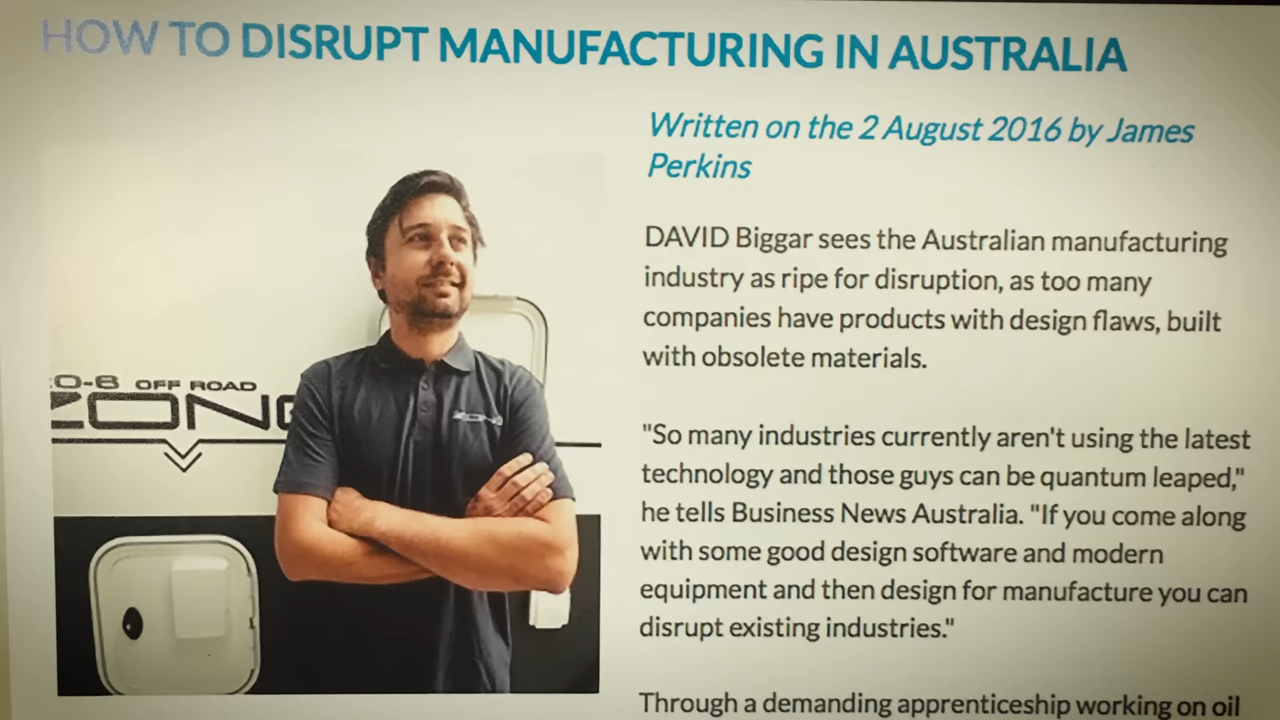 HOW TO DISRUPT MANUFACTURING IN AUSTRALIA
Written on the 2 August 2016 by James
Perkins
DAVID Biggar sees the Australian manufacturing
industry as ripe for disruption, as too many
companies have products with design flaws, built
with obsolete materials.
"So many industries currently aren't using the latest
technology and those guys can be quantum leaped,"
he tells Business News Australia. "If you come along
with some good design software and modern
equipment and then design for manufacture you can
disrupt existing industries."
Through a demanding apprenticeship working on oil
OFF ROAD
ZONE